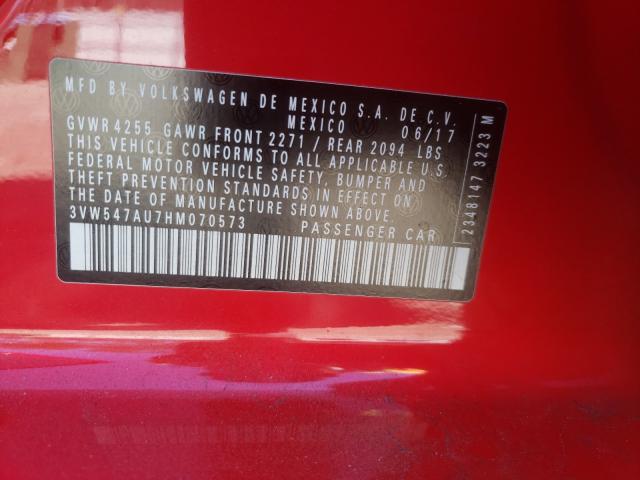 MFD BY VOLKSWAGEN DE MEXICO S.A. DE C.V.
MEXICO 06/17
GVWR 4255 GAWR FRONT 2271 / REAR 2094 LBS
THIS VEHICLE CONFORMS TO ALL APPLICABLE U.S.
FEDERAL MOTOR VEHICLE SAFETY, BUMPER AND
THEFT PREVENTION STANDARDS IN EFFECT ON
THE DATE OF MANUFACTURE SHOWN ABOVE.
3VW547AU7HM070573 PASSENGER CAR
2348147 3223 M